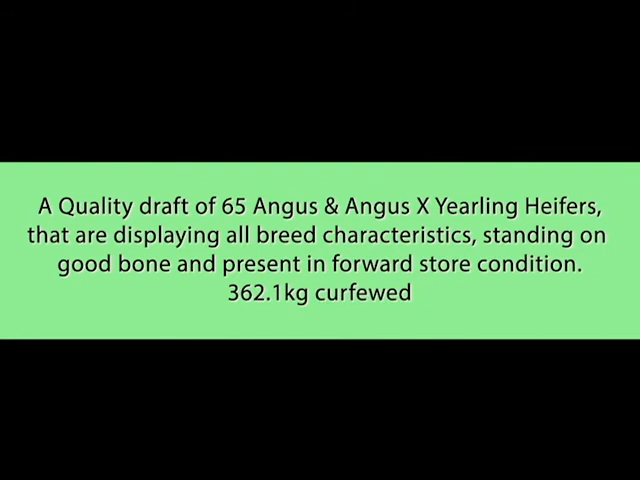 A Quality draft of 65 Angus & Angus X Yearling Heifers,
that are displaying all breed characteristics, standing on
good bone and present in forward store condition.
362.1kg curfewed